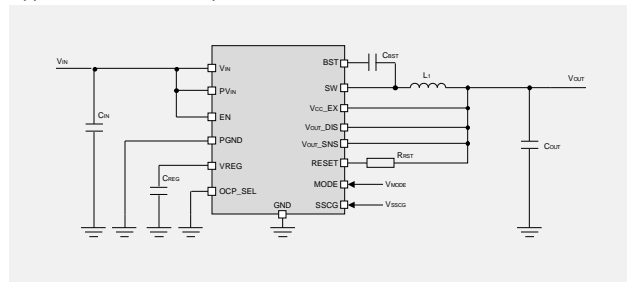 VIN
CIN
CREG
VIN
PVIN
EN
PGND
VREG
OCP_SEL
GND
BST
SW
VCC_EX
VOUT_DIS
VOUT_SNS
RESET
MODE
SSCG
CBST
L1
RRST
VMODE
VSSCG
VOUT
COUT